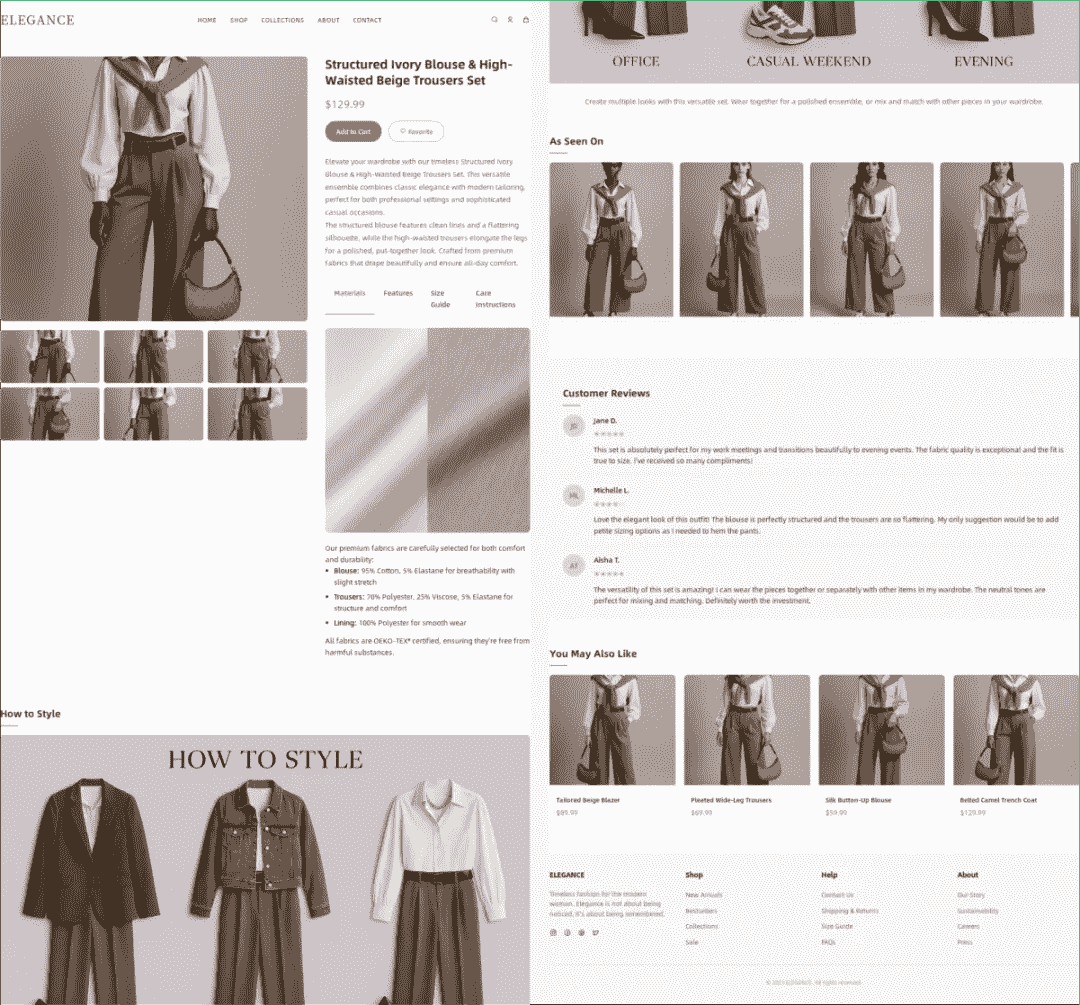 ELEGANCE
HOME SHOP COLLECTIONS ABOUT CONTACT
Structured Ivory Blouse & High-
Waisted Beige Trousers Set
$129.99
Add to Cart
Favorite
Elevate your wardrobe with our timeless Structured Ivory
Blouse & High-Waisted Beige Trousers Set. This versatile
ensemble combines classic elegance with modern tailoring,
perfect for both professional settings and sophisticated
casual occasions.
The structured blouse features clean lines and a flattering
silhouette, while the high-waisted trousers elongate the legs
for a polished, put-together look. Crafted from premium
fabrics that drape beautifully and ensure all-day comfort.
Materials Features Size Guide Care Instructions
Our premium fabrics are carefully selected for both comfort
and durability:
• Blouse: 95% Cotton, 5% Elastane for breathability with
slight stretch
• Trousers: 70% Polyester, 25% Viscose, 5% Elastane for
structure and comfort
• Lining: 100% Polyester for smooth wear
All fabrics are OEKO-TEX® certified, ensuring they're free from
harmful substances.
How to Style
HOW TO STYLE
OFFICE CASUAL WEEKEND EVENING
Create multiple looks with this versatile set. Wear together for a polished ensemble, or mix and match with other pieces in your wardrobe.
As Seen On
Customer Reviews
JD
Jane D.
★★★★★
This set is absolutely perfect for my work meetings and transitions beautifully to evening events. The fabric quality is exceptional and the fit is
true to size. I've received so many compliments!
ML
Michelle L.
Love the elegant look of this outfit! The blouse is perfectly structured and the trousers are so flattering. My only suggestion would be to add
petite sizing options as I needed to hem the pants.
AT
Aisha T.
★★★★★
The versatility of this set is amazing! I can wear the pieces together or separately with other items in my wardrobe. The neutral tones are
perfect for mixing and matching. Definitely worth the investment.
You May Also Like
Tailored Beige Blazer
$89.99
Pleated Wide-Leg Trousers
$69.99
Silk Button-Up Blouse
$59.99
Belted Camel Trench Coat
$129.99
ELEGANCE
Timeless fashion for the modern
woman. Elegance is not about being
noticed, it's about being remembered.
Shop
New Arrivals
Bestsellers
Collections
Sale
Help
Contact Us
Shipping & Returns
Size Guide
FAQs
About
Our Story
Sustainability
Careers
Press
© 2023 ELEGANCE. All rights reserved.